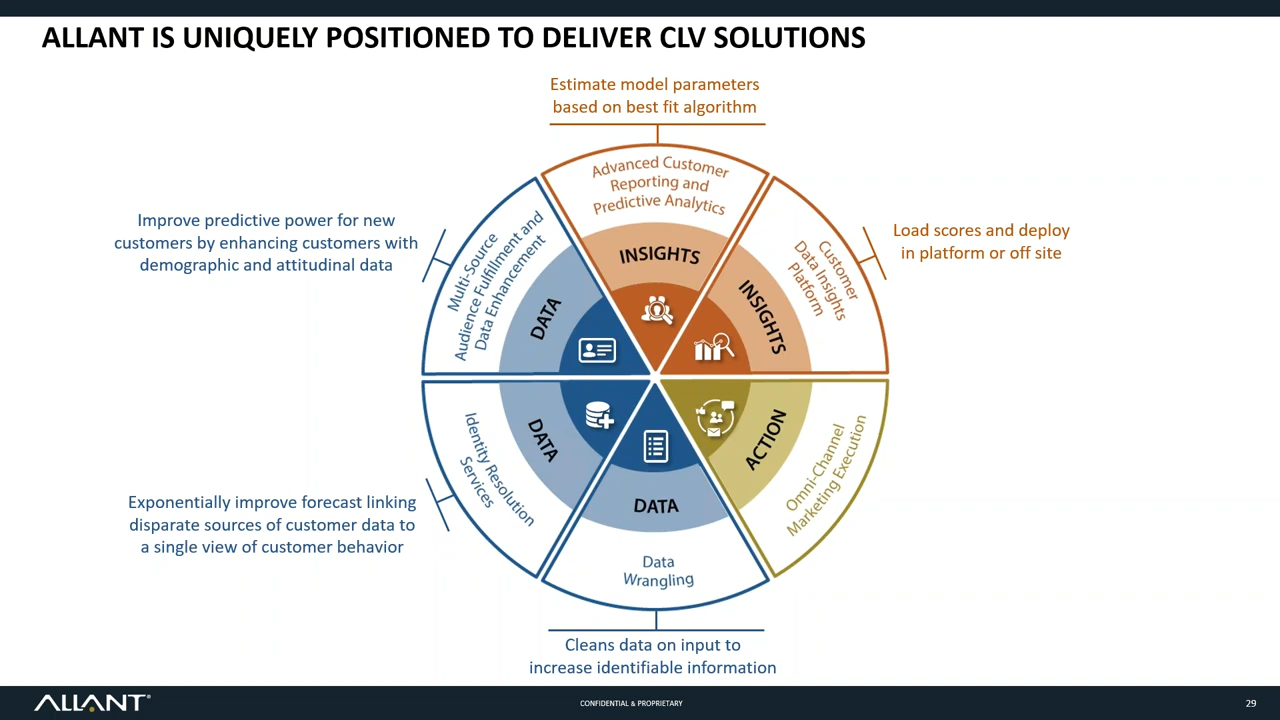 ALLANT IS UNIQUELY POSITIONED TO DELIVER CLV SOLUTIONS
Estimate model parameters
based on best fit algorithm
Advanced Customer
Reporting and
Predictive Analytics
INSIGHTS
Improve predictive power for new
customers by enhancing customers with
demographic and attitudinal data
Multi-Source
Audience Fulfillment and
Data Enhancement
DATA
Customer
Data Insights
Platform
INSIGHTS
Load scores and deploy
in platform or off site
Exponentially improve forecast linking
disparate sources of customer data to
a single view of customer behavior
Identity Resolution
Services
DATA
DATA
Data
Wrangling
Cleans data on input to
increase identifiable information
ACTION
Omni-Channel
Marketing Execution
ALLANT®
CONFIDENTIAL & PROPRIETARY
29